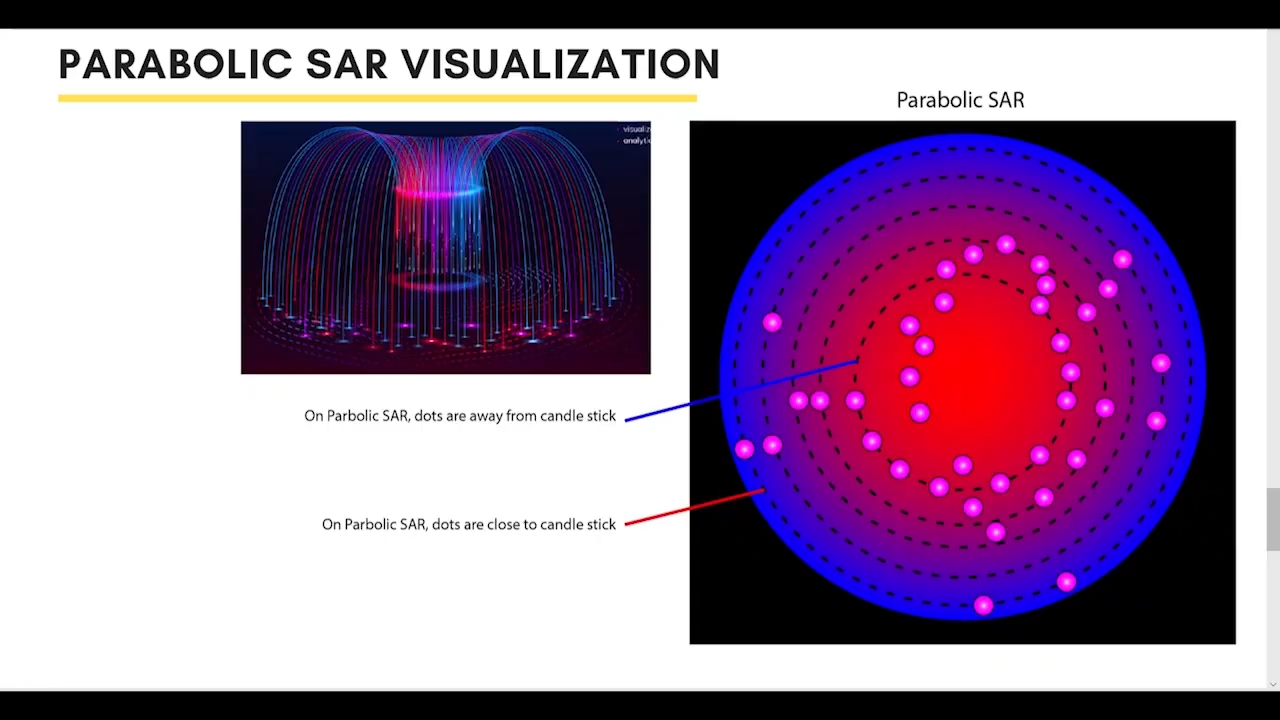 PARABOLIC SAR VISUALIZATION
Parabolic SAR
On Parbolic SAR, dots are away from candle stick
On Parbolic SAR, dots are close to candle stick